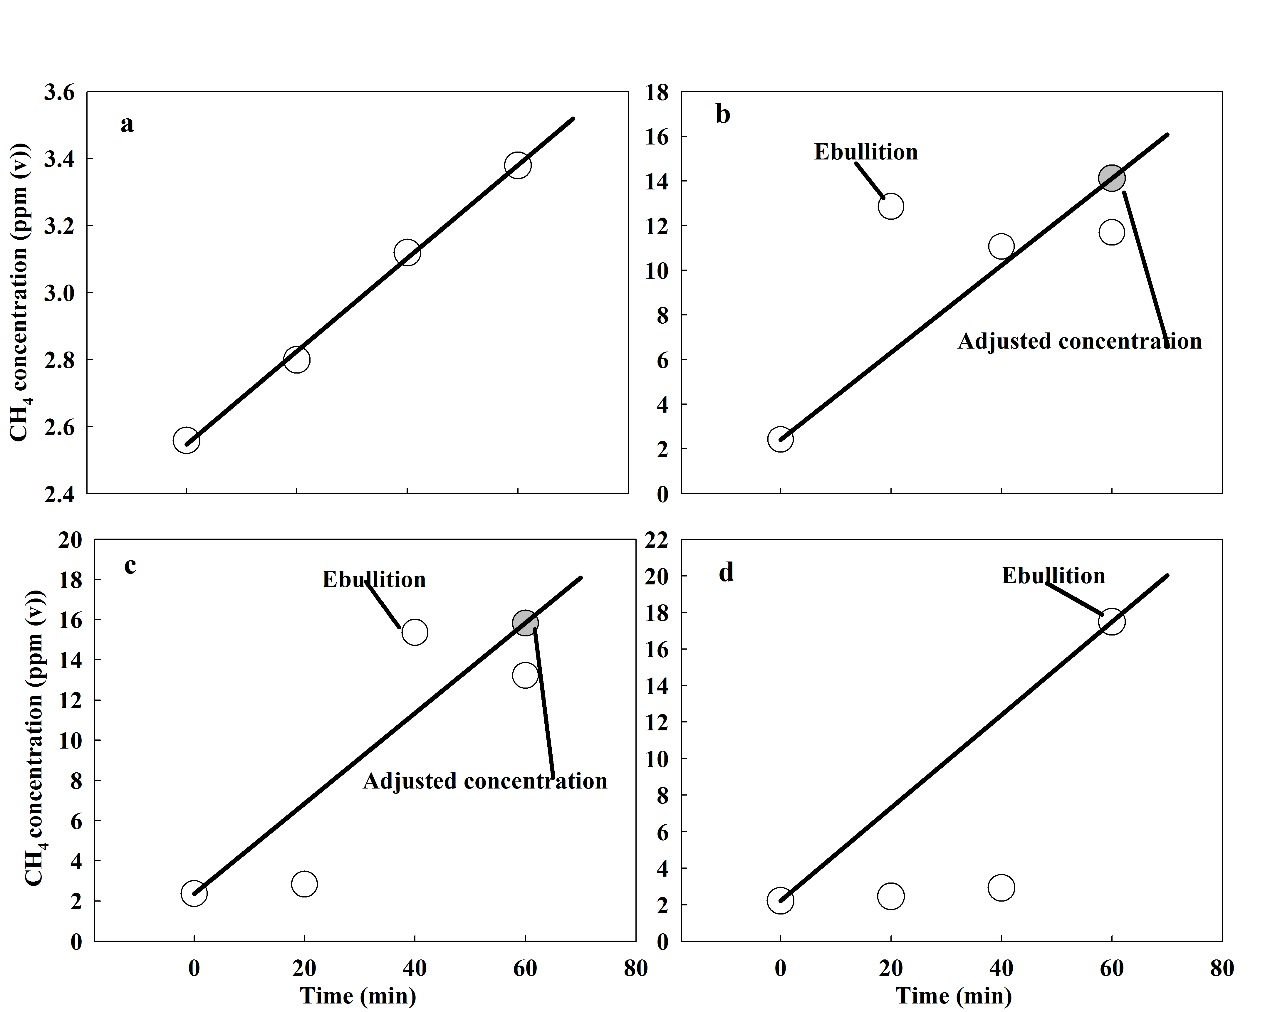 a
3.6
3.4
3.2
3.0
2.8
2.6
2.4
CH4 concentration (ppm (v))
b
18
16
14
12
10
8
6
4
2
0
Ebullition
Adjusted concentration
c
20
18
16
14
12
10
8
6
4
2
0
CH4 concentration (ppm (v))
Ebullition
Adjusted concentration
0 20 40 60 80
Time (min)
d
22
20
18
16
14
12
10
8
6
4
2
0
Ebullition
0 20 40 60 80
Time (min)